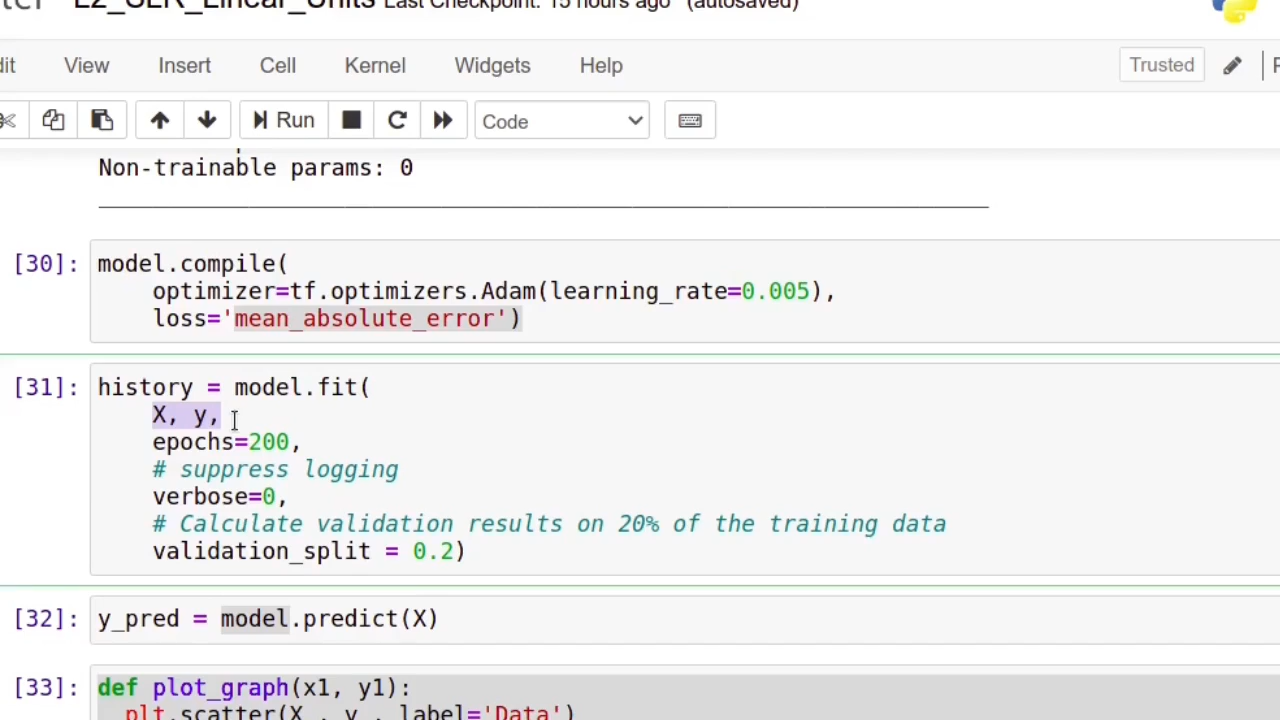 L2_SLR_Linear_Units Last Checkpoint: 15 hours ago (autosaved)
dit View Insert Cell Kernel Widgets Help Trusted
Run Code
Non-trainable params: 0
[30]: model.compile(
optimizer=tf.optimizers.Adam(learning_rate=0.005),
loss='mean_absolute_error')
[31]: history = model.fit(
X, y,
epochs=200,
# suppress logging
verbose=0,
# Calculate validation results on 20% of the training data
validation_split = 0.2)
[32]: y_pred = model.predict(X)
[33]: def plot_graph(x1, y1):
plt.scatter(X , y , label='Data')